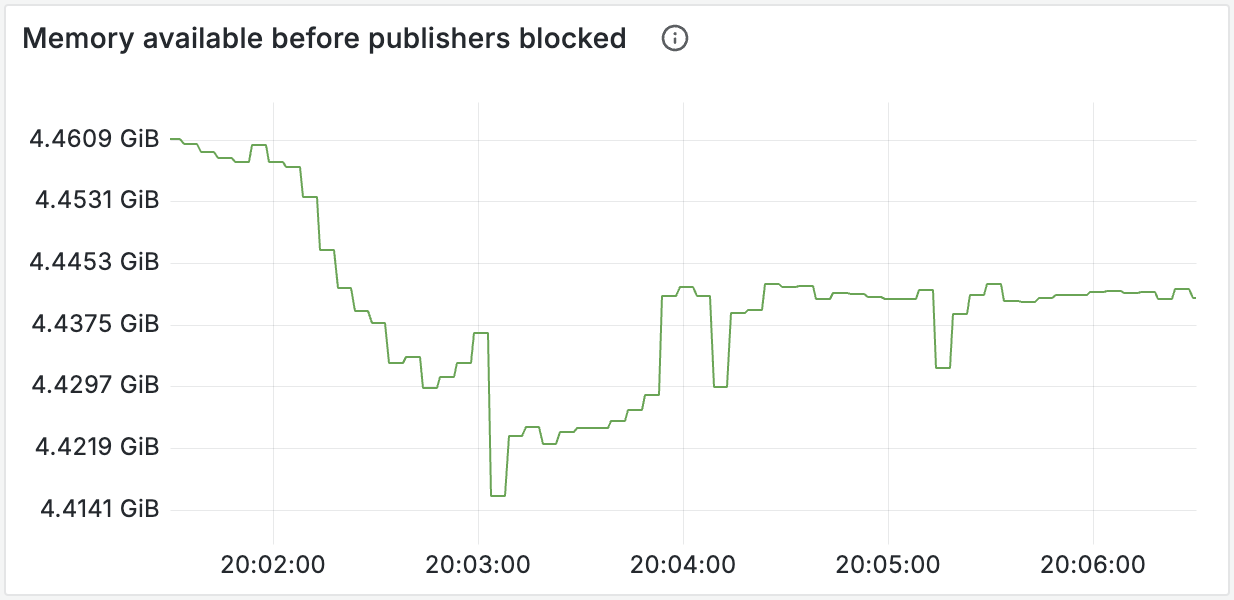 Memory available before publishers blocked
4.4609 GiB
4.4531 GiB
4.4453 GiB
4.4375 GiB
4.4297 GiB
4.4219 GiB
4.4141 GiB
20:02:00 20:03:00 20:04:00 20:05:00 20:06:00